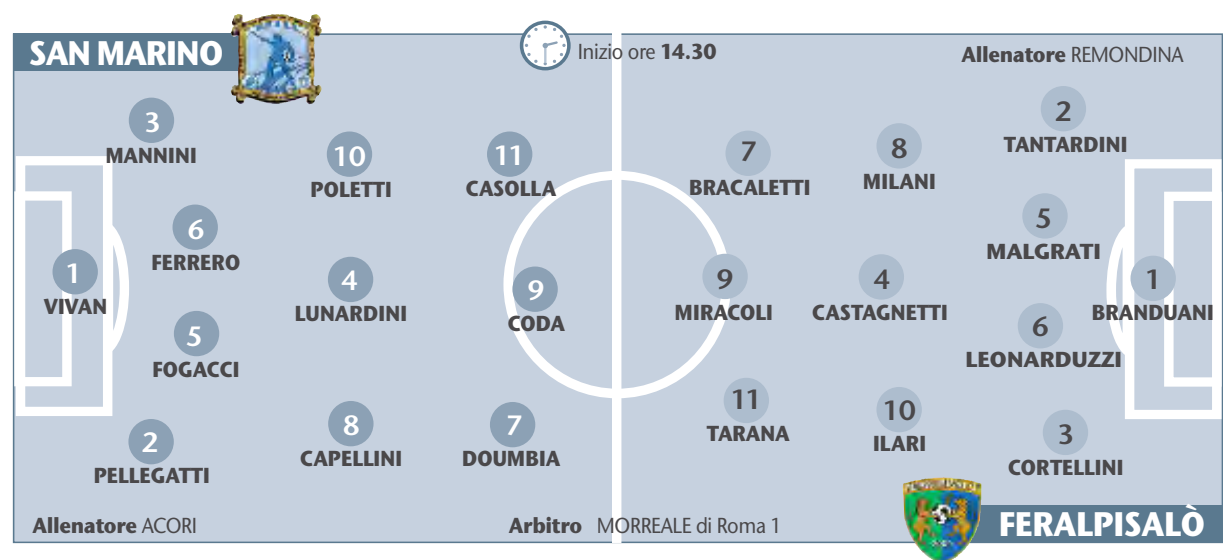 SAN MARINO
Inizio ore 14.30
Allenatore REMONDINA
3
MANNINI
10
POLETTI
11
CASOLLA
6
FERRERO
1
VIVAN
4
LUNARDINI
9
CODA
5
FOGACCI
2
PELLEGATTI
8
CAPELLINI
7
DOUMBIA
7
BRACALETTI
8
MILANI
2
TANTARDINI
5
MALGRATI
9
MIRACOLI
4
CASTAGNETTI
1
BRANDUANI
6
LEONARDUZZI
11
TARANA
10
ILARI
3
CORTELLINI
Allenatore ACORI
Arbitro MORREALE di Roma 1
FERALPISALÒ